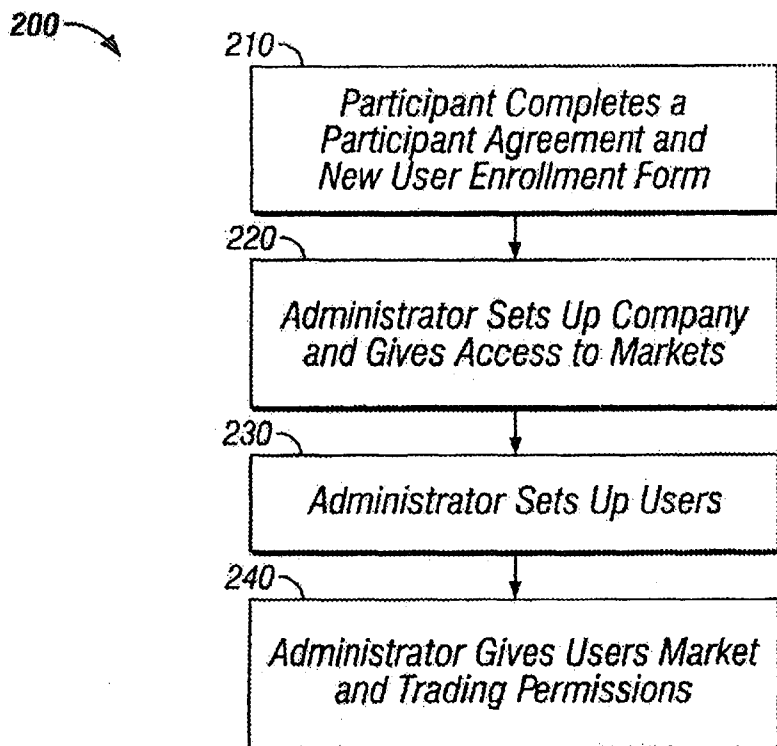 200
210
Participant Completes a
Participant Agreement and
New User Enrollment Form
220
Administrator Sets Up Company
and Gives Access to Markets
230
Administrator Sets Up Users
240
Administrator Gives Users Market
and Trading Permissions